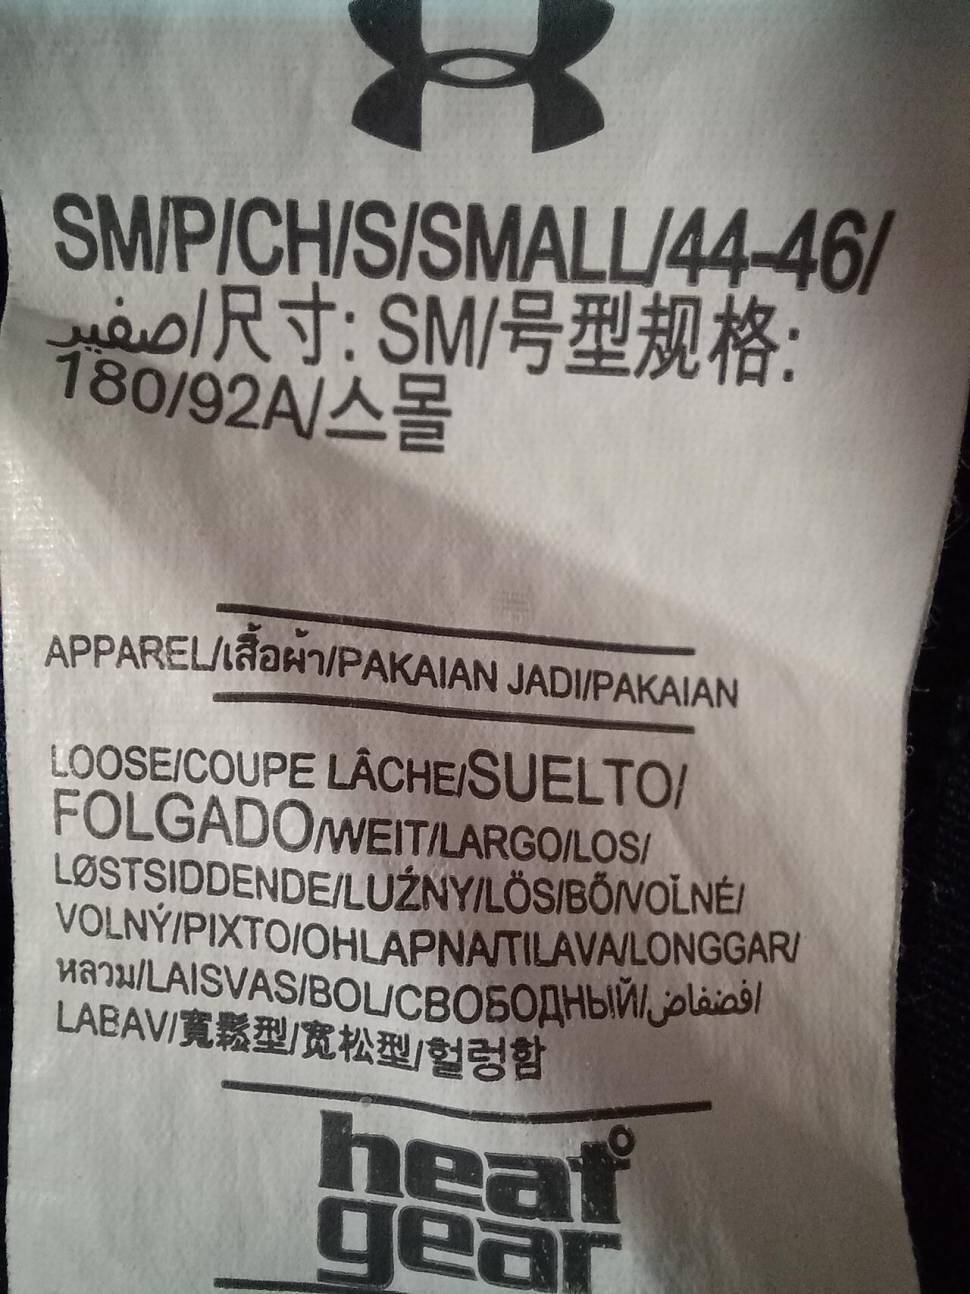 SM/P/CH/S/SMALL/44-46/
صغير/尺寸: SM/号型规格:
180/92A/스몰
APPAREL/เสื้อผ้า/PAKAIAN JADI/PAKAIAN
LOOSE/COUPE LÂCHE/SUELTO/
FOLGADO/WEIT/LARGO/LOS/
LØSTSIDDENDE/LUŹNY/LÖS/BŐ/VOLNÉ/
VOLNÝ/PIXTO/OHLAPNA/TILAVA/LONGGAR/
หลวม/LAISVAS/BOL/СВОБОДНЫЙ/فضفاض/
LABAV/寬鬆型/宽松型/헐렁함
heat
gear